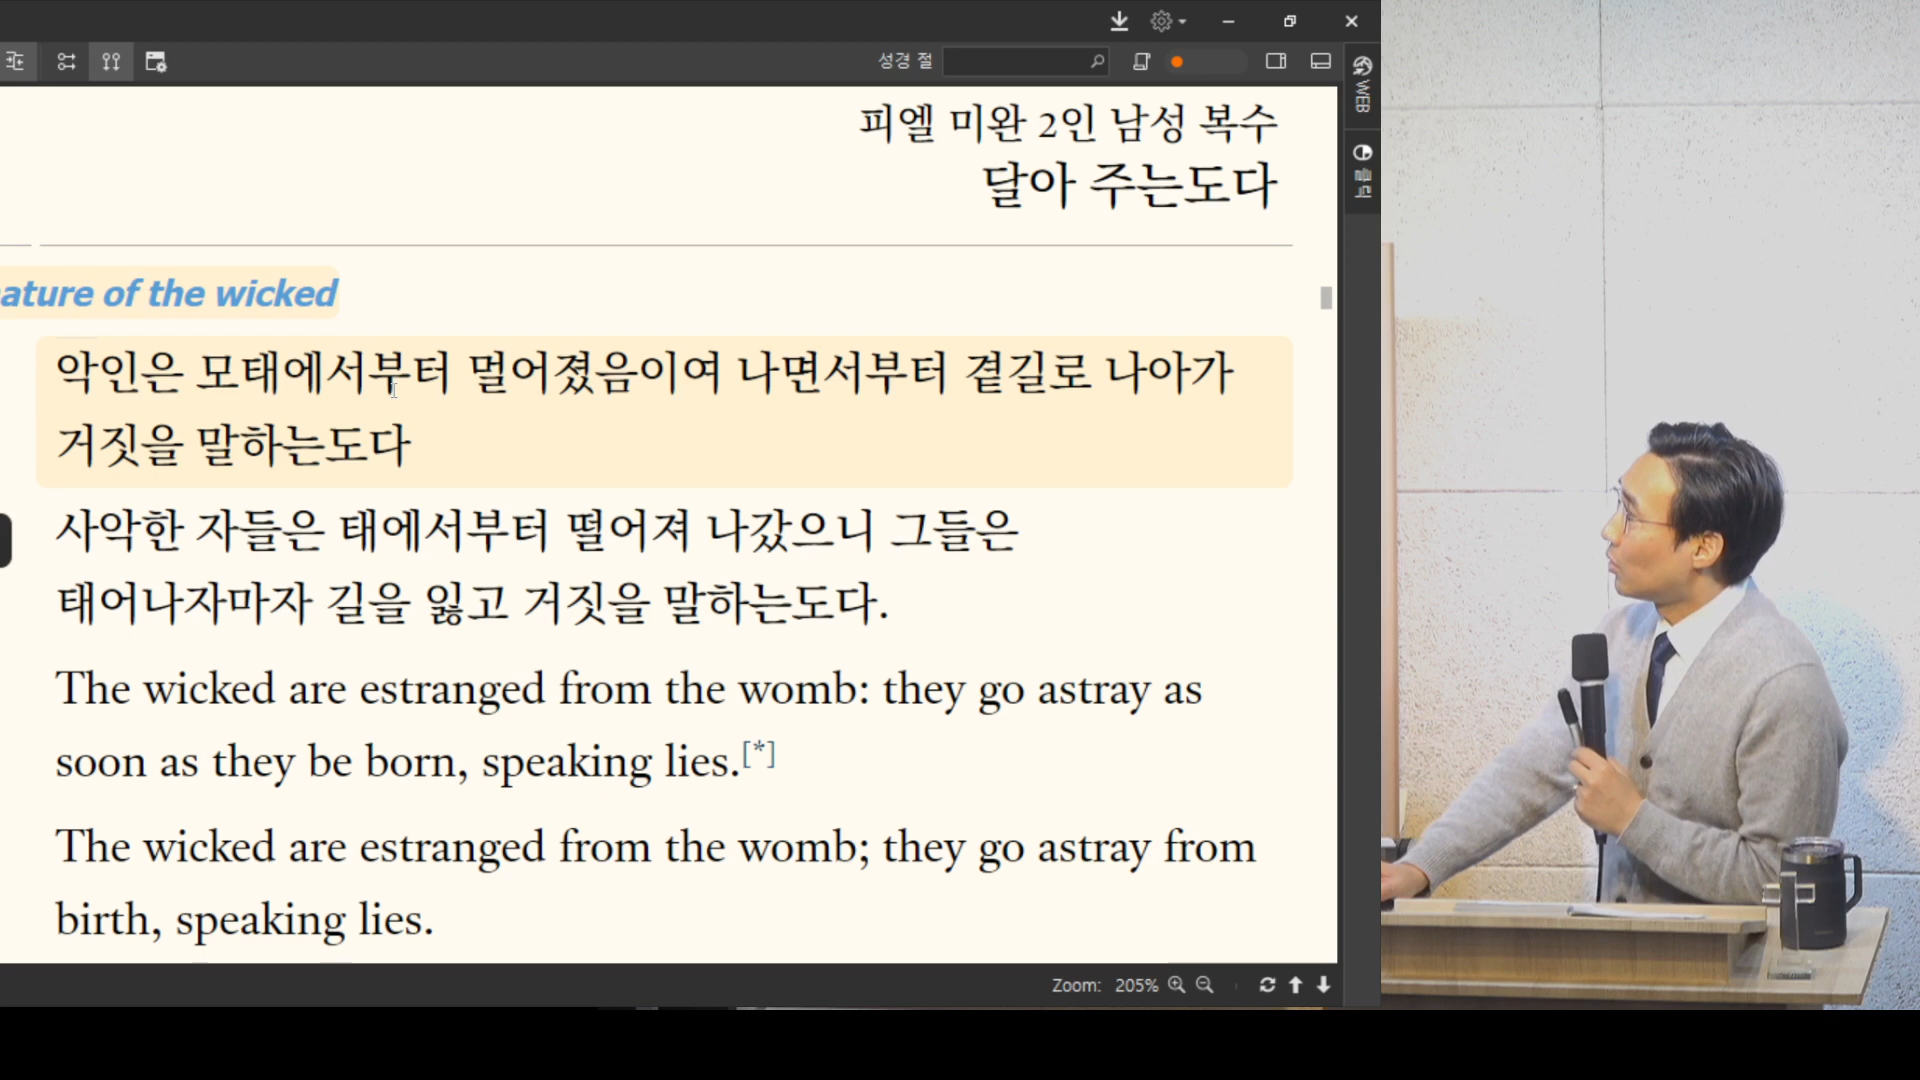 성경 절
WEB
클릭
피엘 미완 2인 남성 복수
달아 주는도다
ature of the wicked
악인은 모태에서부터 멀어졌음이여 나면서부터 곁길로 나아가
거짓을 말하는도다
사악한 자들은 태에서부터 떨어져 나갔으니 그들은
태어나자마자 길을 잃고 거짓을 말하는도다.
The wicked are estranged from the womb: they go astray as
soon as they be born, speaking lies.[*]
The wicked are estranged from the womb; they go astray from
birth, speaking lies.
Zoom: 205%